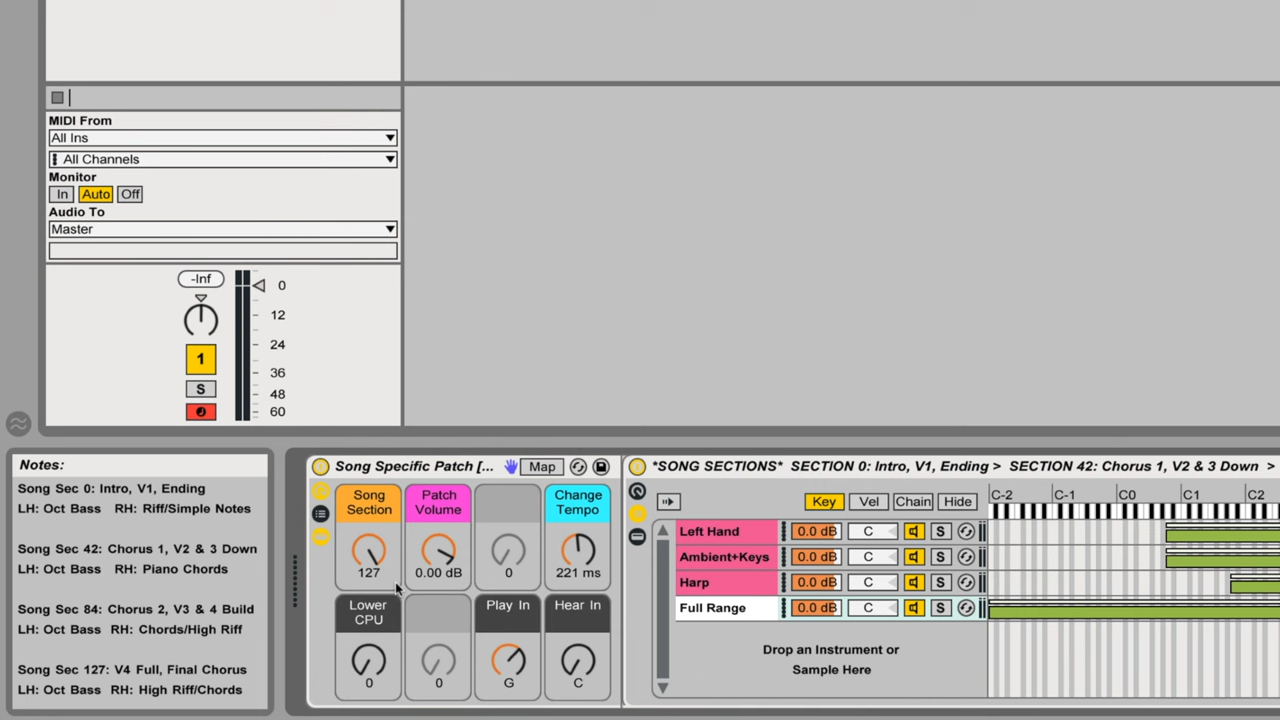 MIDI From
All Ins
All Channels
Monitor
In Auto Off
Audio To
Master
-Inf
0
12
24
36
48
60
1
S
Notes:
Song Sec 0: Intro, V1, Ending
LH: Oct Bass RH: Riff/Simple Notes
Song Sec 42: Chorus 1, V2 & 3 Down
LH: Oct Bass RH: Piano Chords
Song Sec 84: Chorus 2, V3 & 4 Build
LH: Oct Bass RH: Chords/High Riff
Song Sec 127: V4 Full, Final Chorus
LH: Oct Bass RH: High Riff/Chords
Song Specific Patch [... Map
Song Section
Patch Volume
Change Tempo
127 0.00 dB 0 221 ms
Lower CPU
Play In Hear In
0 0 G C
*SONG SECTIONS* SECTION 0: Intro, V1, Ending > SECTION 42: Chorus 1, V2 & 3 Down >
Key Vel Chain Hide C-2 C-1 C0 C1 C2
Left Hand 0.0 dB C S
Ambient+Keys 0.0 dB C S
Harp 0.0 dB C S
Full Range 0.0 dB C S
Drop an Instrument or
Sample Here